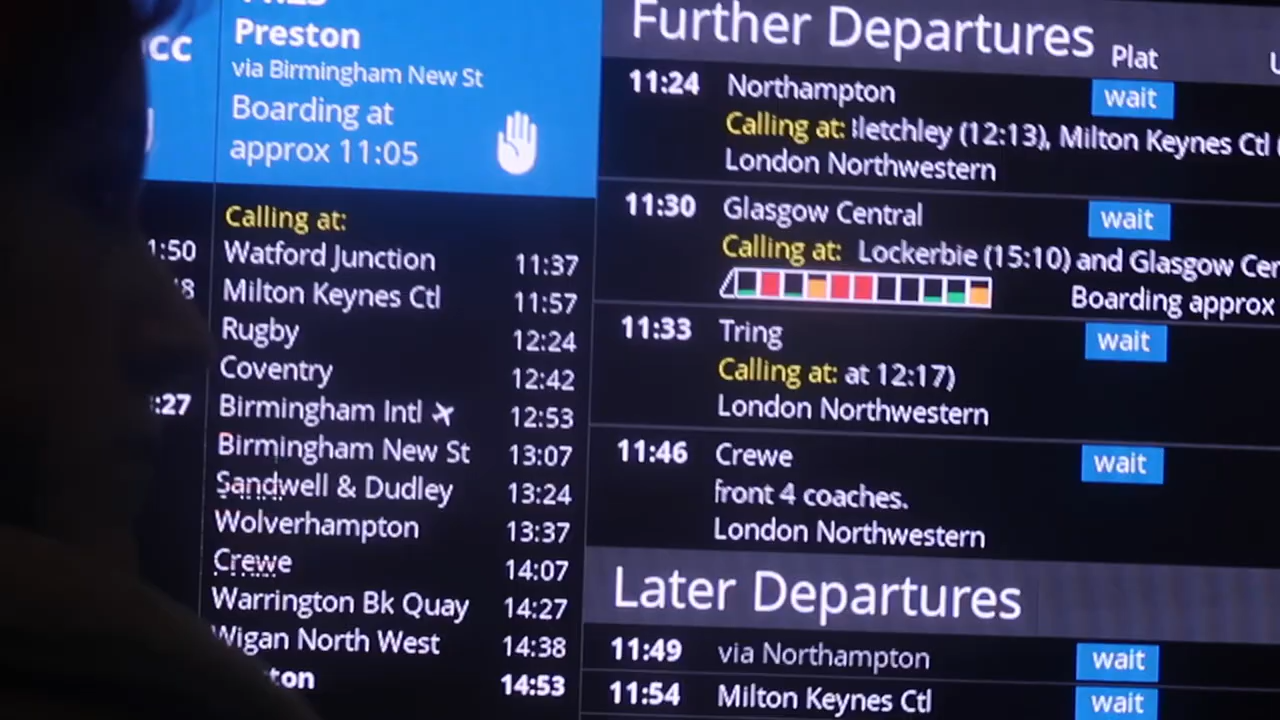 CC
Preston
via Birmingham New St
Boarding at
approx 11:05
Calling at:
1:50
Watford Junction 11:37
Milton Keynes Ctl 11:57
Rugby 12:24
Coventry 12:42
:27
Birmingham Intl 12:53
Birmingham New St 13:07
Sandwell & Dudley 13:24
Wolverhampton 13:37
Crewe 14:07
Warrington Bk Quay 14:27
Wigan North West 14:38
ton 14:53
Further Departures Plat
11:24 Northampton wait
Calling at: Bletchley (12:13), Milton Keynes Ctl (
London Northwestern
11:30 Glasgow Central wait
Calling at: Lockerbie (15:10) and Glasgow Cen
Boarding approx
11:33 Tring wait
Calling at: at 12:17)
London Northwestern
11:46 Crewe wait
front 4 coaches.
London Northwestern
Later Departures
11:49 via Northampton wait
11:54 Milton Keynes Ctl wait